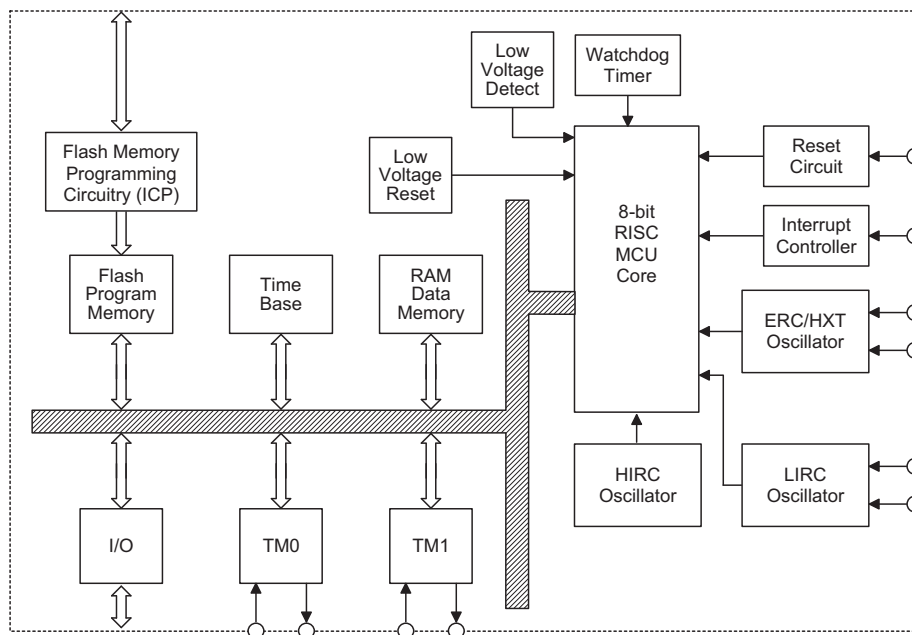 Low
Voltage
Detect
Watchdog
Timer
Flash Memory
Programming
Circuitry (ICP)
Low
Voltage
Reset
8-bit
RISC
MCU
Core
Reset
Circuit
Interrupt
Controller
Flash
Program
Memory
Time
Base
RAM
Data
Memory
ERC/HXT
Oscillator
HIRC
Oscillator
LIRC
Oscillator
I/O
TM0
TM1